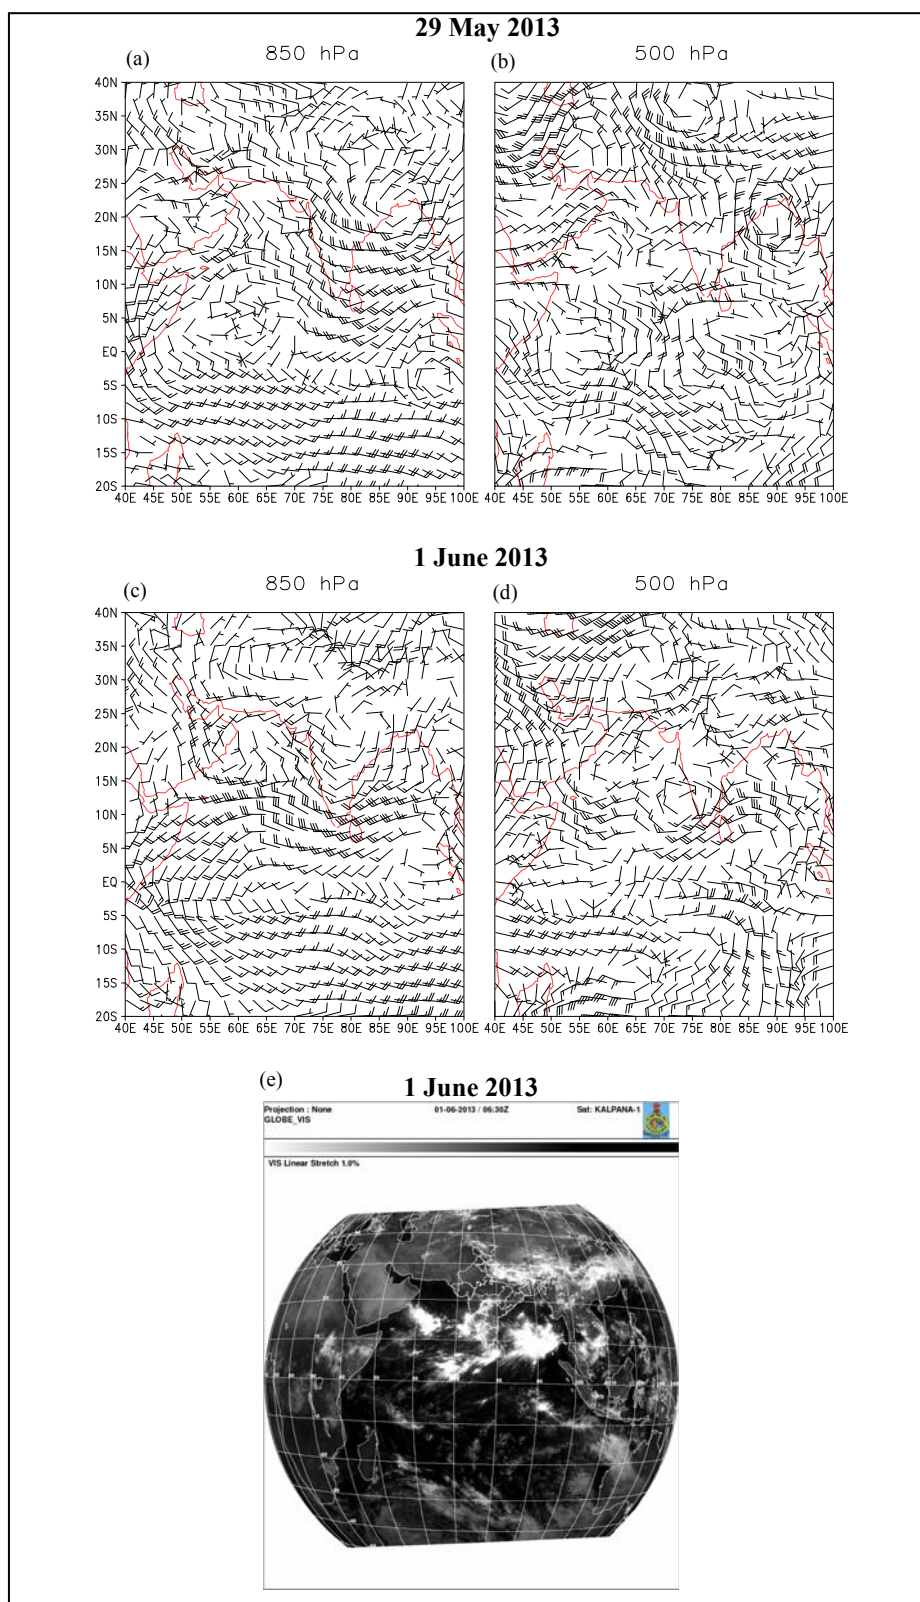 29 May 2013
(a) 850 hPa (b) 500 hPa
40N
35N
30N
25N
20N
15N
10N
5N
EQ
5S
10S
15S
20S
40E 45E 50E 55E 60E 65E 70E 75E 80E 85E 90E 95E 100E 40E 45E 50E 55E 60E 65E 70E 75E 80E 85E 90E 95E 100E
1 June 2013
(c) 850 hPa (d) 500 hPa
40N
35N
30N
25N
20N
15N
10N
5N
EQ
5S
10S
15S
20S
40E 45E 50E 55E 60E 65E 70E 75E 80E 85E 90E 95E 100E 40E 45E 50E 55E 60E 65E 70E 75E 80E 85E 90E 95E 100E
(e) 1 June 2013
Projection : None 01-06-2013 / 06:30Z Sat: KALPANA-1
GLOBE_VIS
VIS Linear Stretch 1.0%